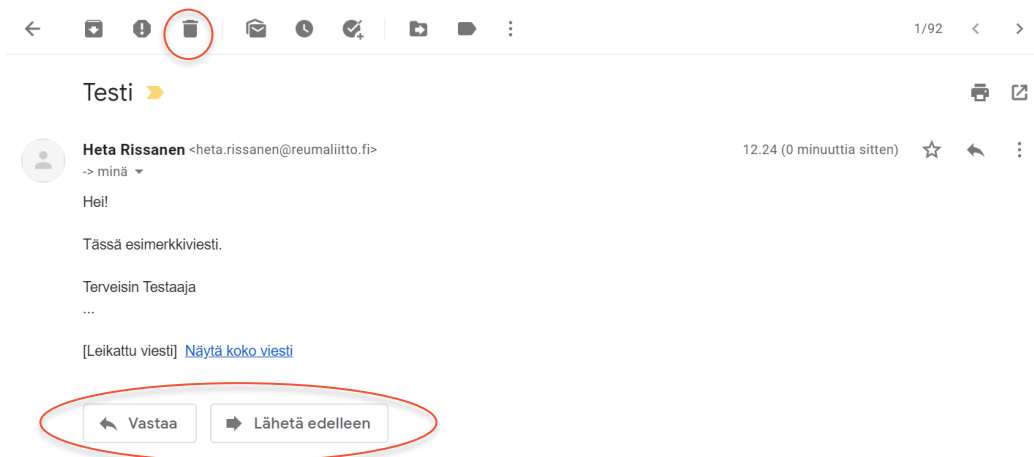 1/92
Testi
Heta Rissanen <heta.rissanen@reumaliitto.fi> 12.24 (0 minuuttia sitten)
-> minä
Hei!
Tässä esimerkkiviesti.
Terveisin Testaaja
...
[Leikattu viesti] Näytä koko viesti
Vastaa Lähetä edelleen